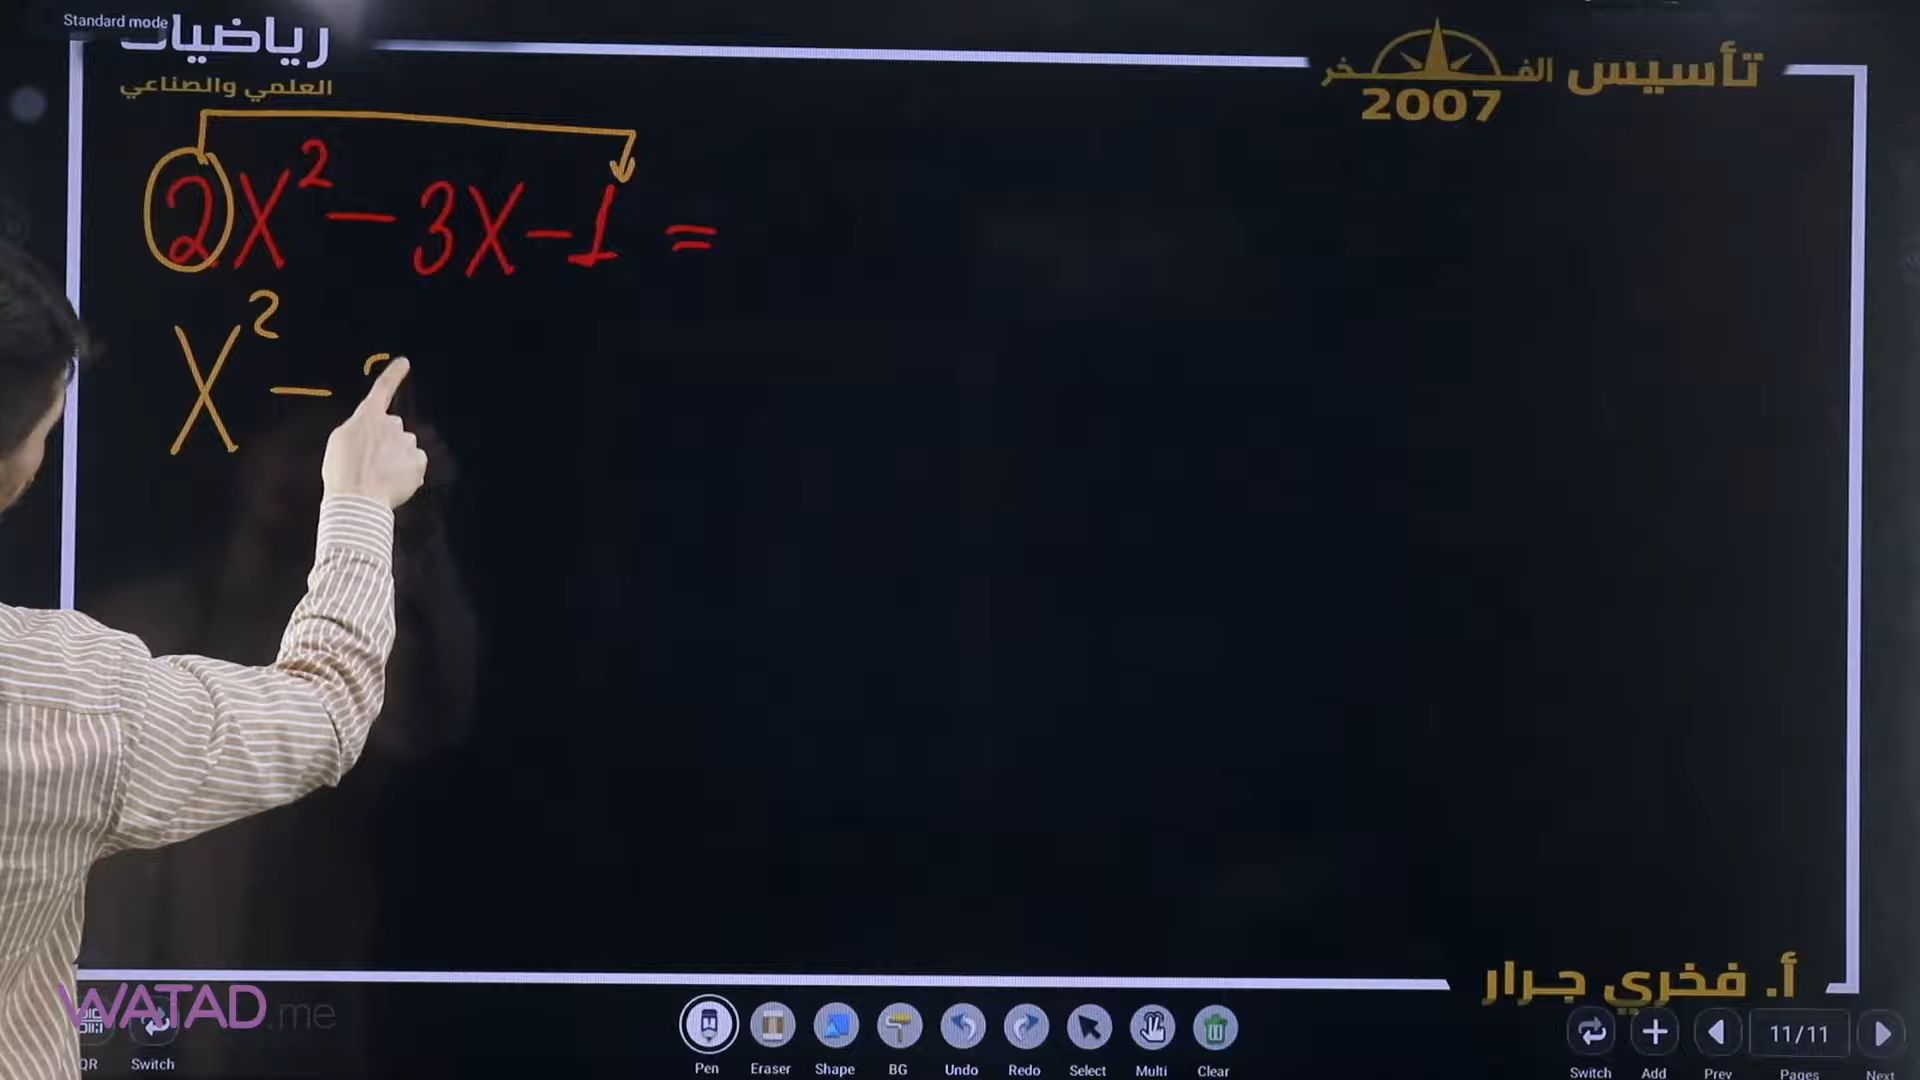 Standard mode
رياضيات
العلمي والصناعي
تأسيس الفخر
2007
2X² - 3X - 1 =
X² -
أ. فخري جرار
WATAD.me
QR
Switch
Pen
Eraser
Shape
BG
Undo
Redo
Select
Multi
Clear
Switch
Add
Prev
11/11
Pages
Next